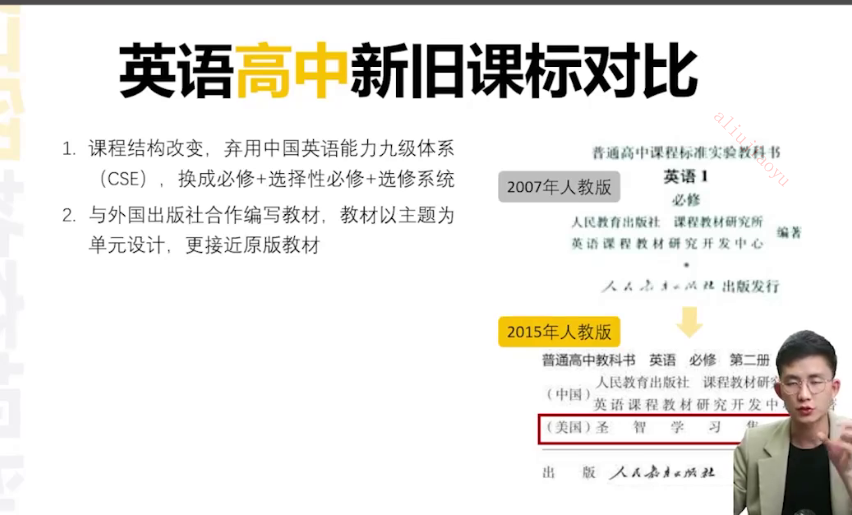 英语高中新旧课标对比
1. 课程结构改变，弃用中国英语能力九级体系
（CSE），换成必修+选择性必修+选修系统
2. 与外国出版社合作编写教材，教材以主题为
单元设计，更接近原版教材
普通高中课程标准实验教科书
2007年人教版
英语 1
必修
人民教育出版社 课程教材研究所
英语课程教材研究开发中心
编著
人民教育出版社 出版发行
2015年人教版
普通高中教科书 英语 必修 第二册
（中国）
人民教育出版社 课程教材研究
英语课程教材研究开发中
（美国）圣智学习集
出版 人民教育出版社